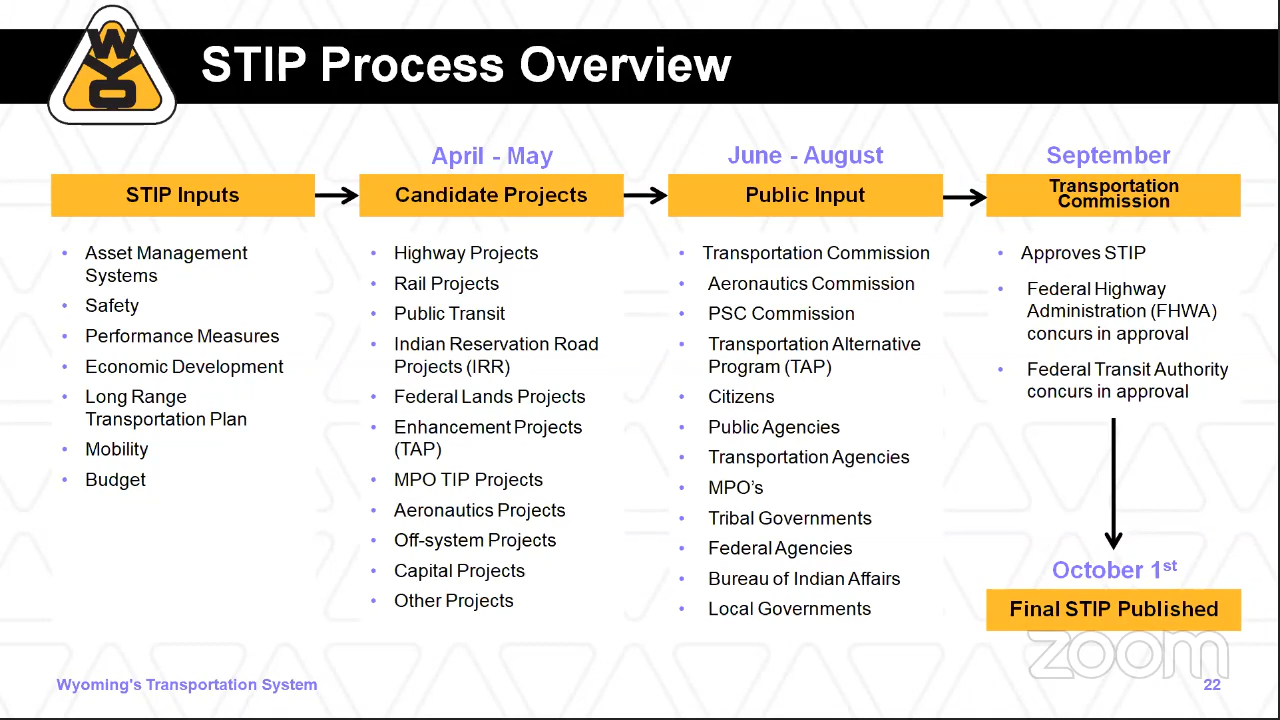 WYO
STIP Process Overview
April - May
June - August
September
STIP Inputs
Candidate Projects
Public Input
Transportation
Commission
• Asset Management
Systems
• Safety
• Performance Measures
• Economic Development
• Long Range
Transportation Plan
• Mobility
• Budget
• Highway Projects
• Rail Projects
• Public Transit
• Indian Reservation Road
Projects (IRR)
• Federal Lands Projects
• Enhancement Projects
(TAP)
• MPO TIP Projects
• Aeronautics Projects
• Off-system Projects
• Capital Projects
• Other Projects
• Transportation Commission
• Aeronautics Commission
• PSC Commission
• Transportation Alternative
Program (TAP)
• Citizens
• Public Agencies
• Transportation Agencies
• MPO's
• Tribal Governments
• Federal Agencies
• Bureau of Indian Affairs
• Local Governments
• Approves STIP
• Federal Highway
Administration (FHWA)
concurs in approval
• Federal Transit Authority
concurs in approval
October 1st
Final STIP Published
zoom
Wyoming's Transportation System
22